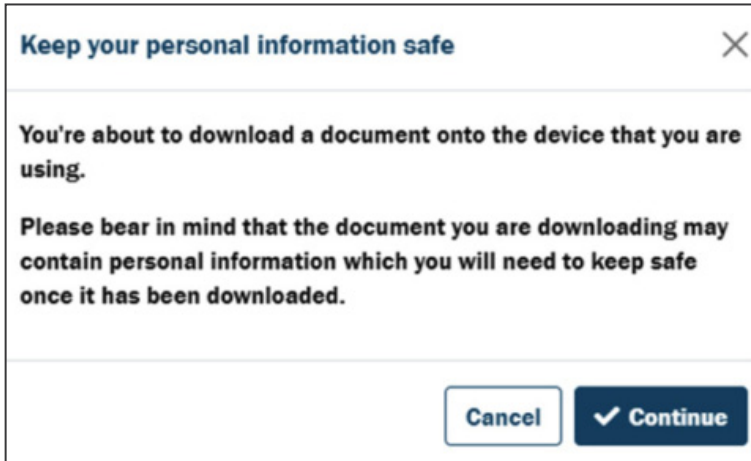 Keep your personal information safe
You're about to download a document onto the device that you are
using.
Please bear in mind that the document you are downloading may
contain personal information which you will need to keep safe
once it has been downloaded.
Cancel
Continue